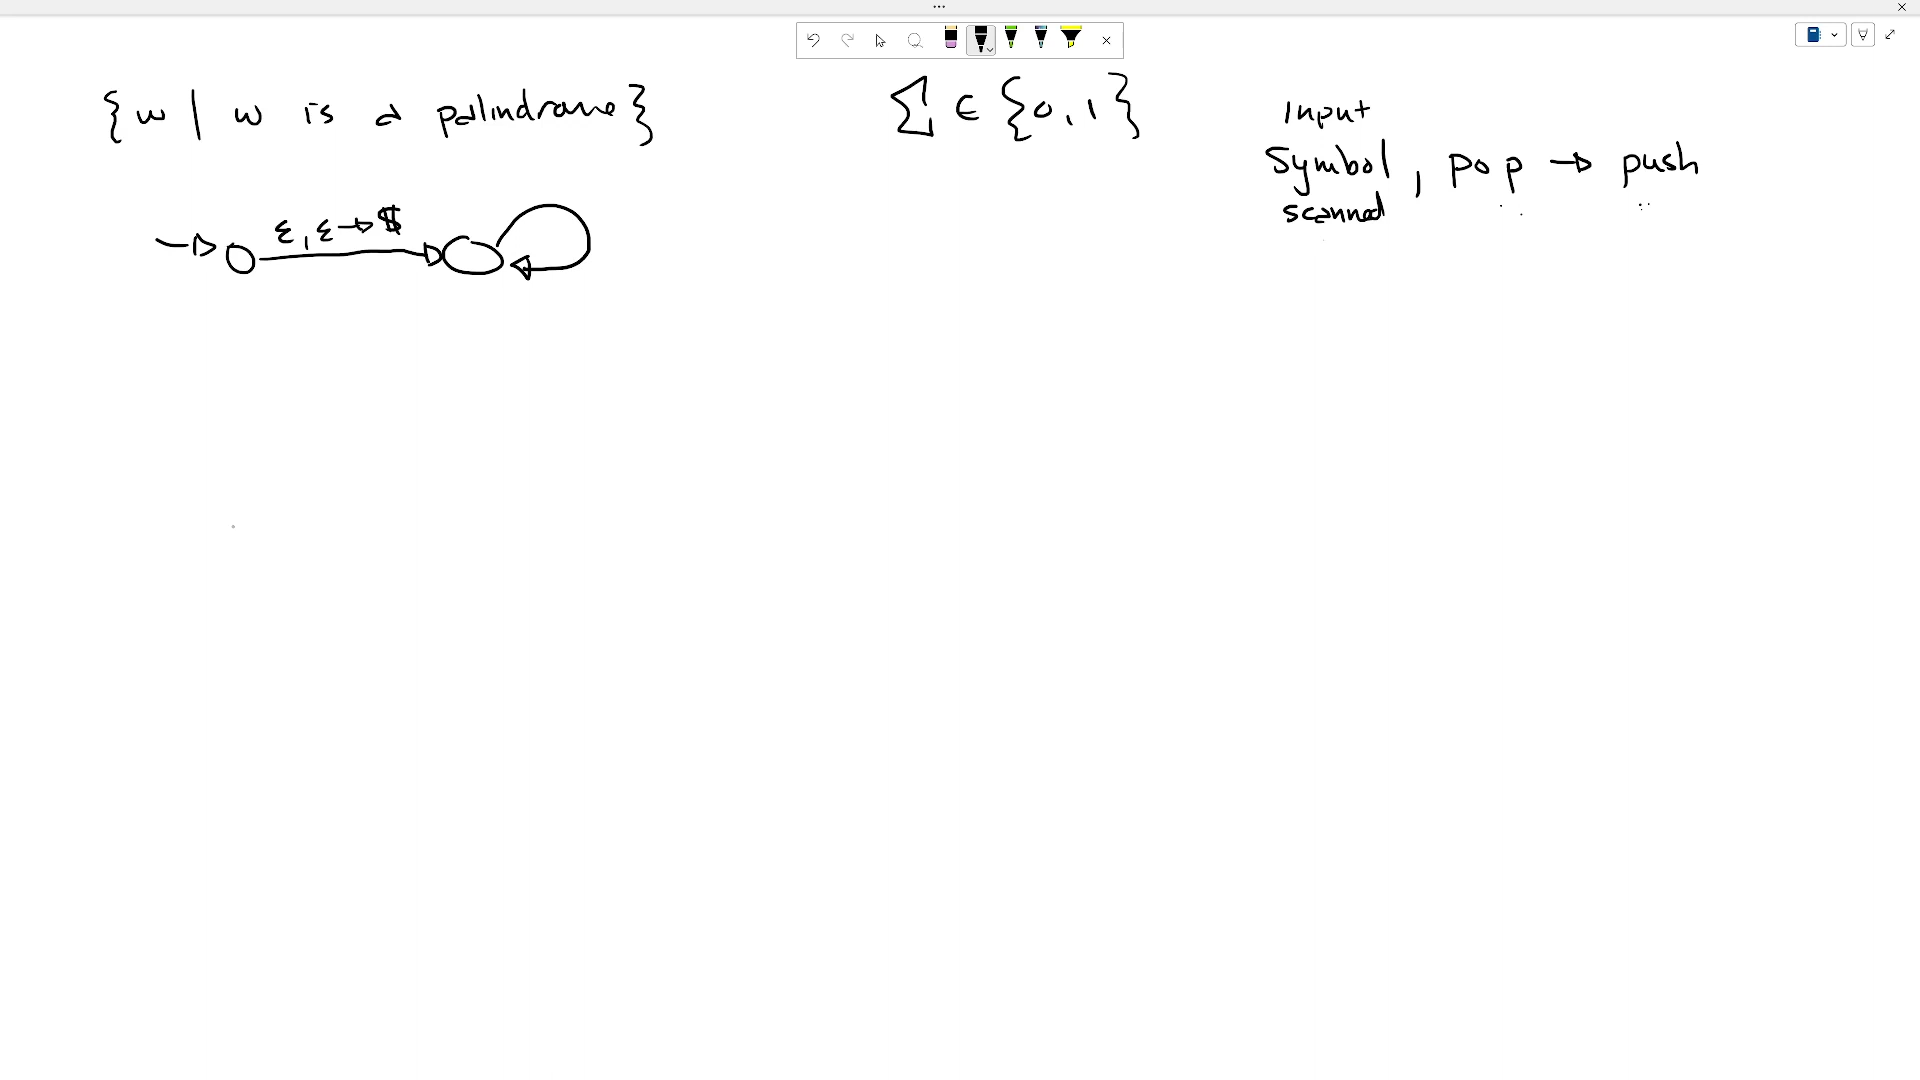 {w | w is a palindrome}
Σ ∈ {0,1}
Input
Symbol, pop → push
scanned
ε, ε → $